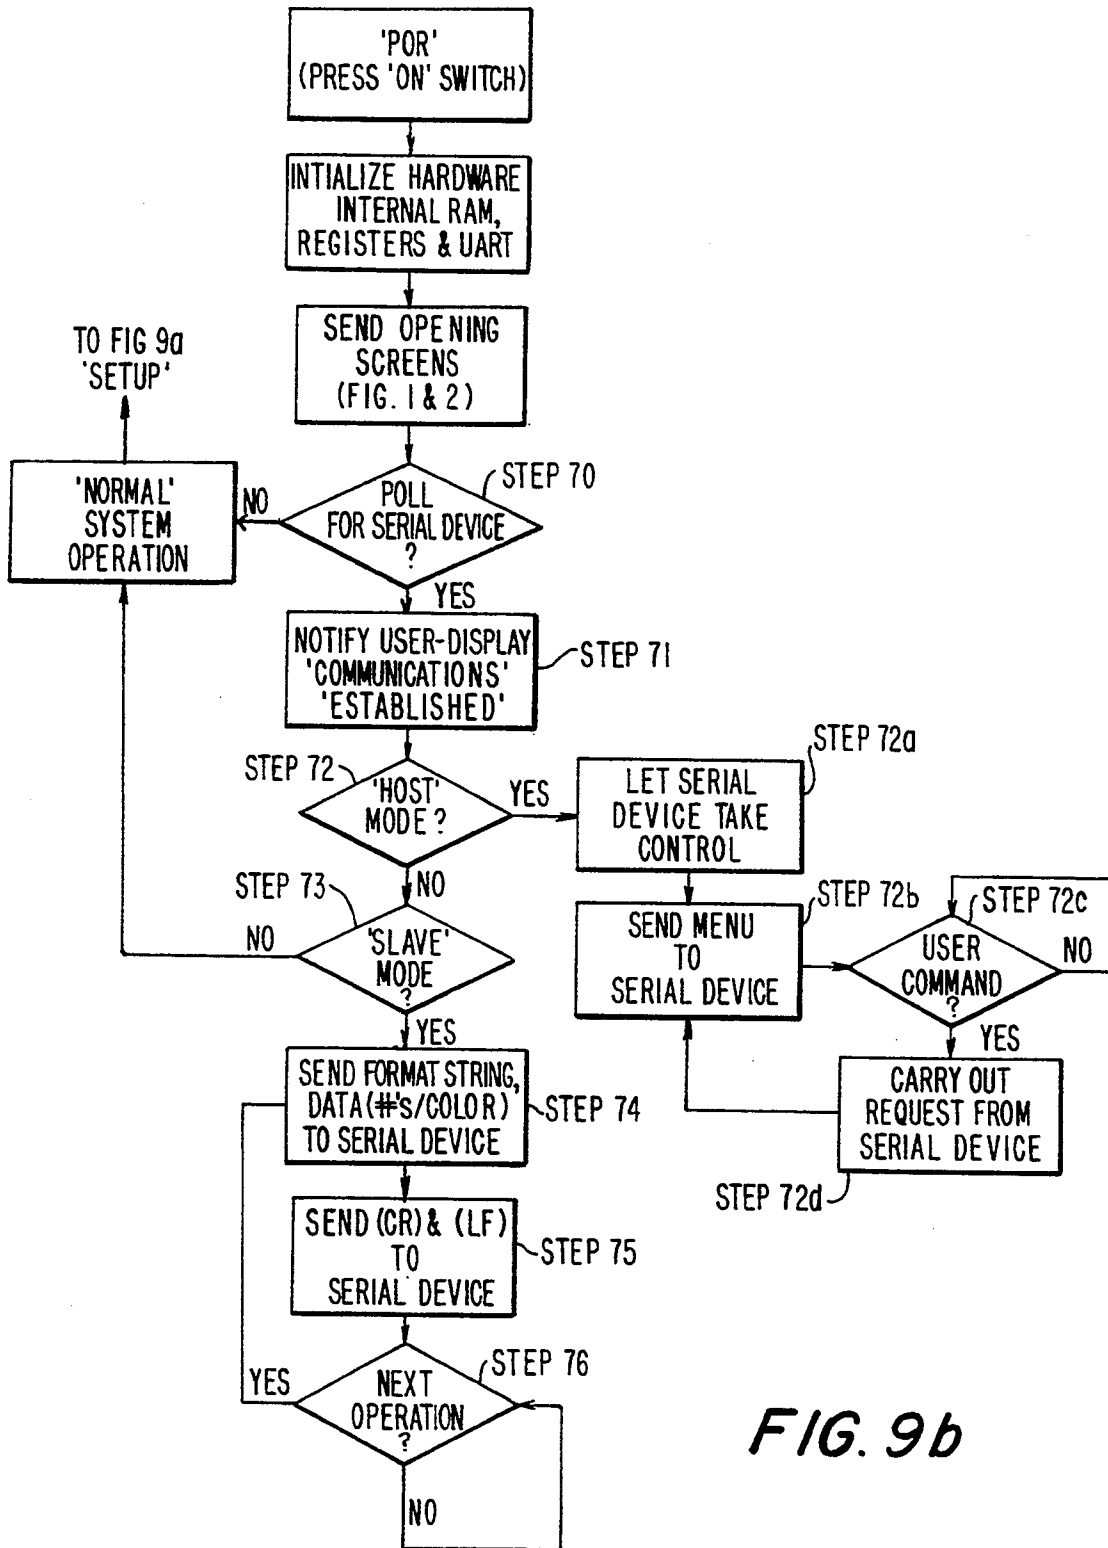 'POR'
(PRESS 'ON' SWITCH)
INTIALIZE HARDWARE
INTERNAL RAM,
REGISTERS & UART
SEND OPENING
SCREENS
(FIG. 1 & 2)
TO FIG 9a
'SETUP'
'NORMAL'
SYSTEM
OPERATION
NO
STEP 70
POLL
FOR SERIAL DEVICE
?
YES
NOTIFY USER-DISPLAY
'COMMUNICATIONS'
'ESTABLISHED'
STEP 71
STEP 72
'HOST'
MODE?
YES
STEP 72a
LET SERIAL
DEVICE TAKE
CONTROL
NO
STEP 73
NO
'SLAVE'
MODE
?
YES
STEP 72b
SEND MENU
TO
SERIAL DEVICE
STEP 72c
USER
COMMAND
?
NO
YES
CARRY OUT
REQUEST FROM
SERIAL DEVICE
STEP 72d
SEND FORMAT STRING,
DATA (#'s/COLOR)
TO SERIAL DEVICE
STEP 74
SEND (CR) & (LF)
TO
SERIAL DEVICE
STEP 75
STEP 76
YES
NEXT
OPERATION
?
NO
FIG. 9b